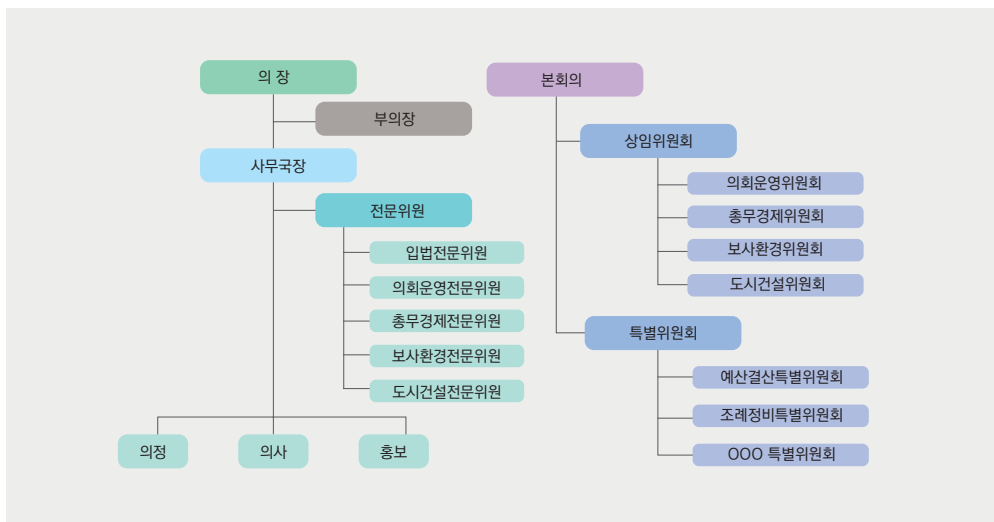 의 장
부의장
사무국장
전문위원
입법전문위원
의회운영전문위원
총무경제전문위원
보사환경전문위원
도시건설전문위원
의정
의사
홍보
본회의
상임위원회
의회운영위원회
총무경제위원회
보사환경위원회
도시건설위원회
특별위원회
예산결산특별위원회
조례정비특별위원회
OOO 특별위원회